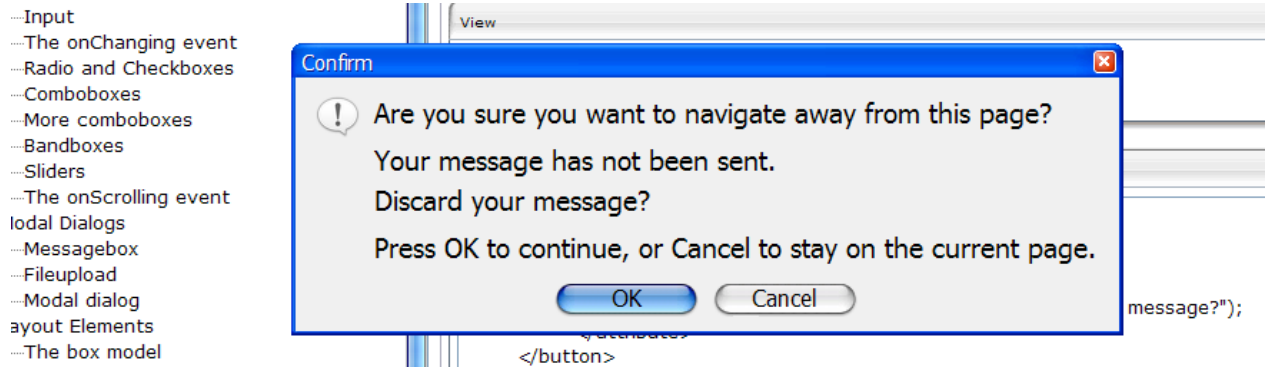 Input
The onChanging event
Radio and Checkboxes
Comboboxes
More comboboxes
Bandboxes
Sliders
The onScrolling event
odal Dialogs
Messagebox
Fileupload
Modal dialog
ayout Elements
The box model
View
Confirm
Are you sure you want to navigate away from this page?
Your message has not been sent.
Discard your message?
Press OK to continue, or Cancel to stay on the current page.
OK Cancel
message?");
</button>